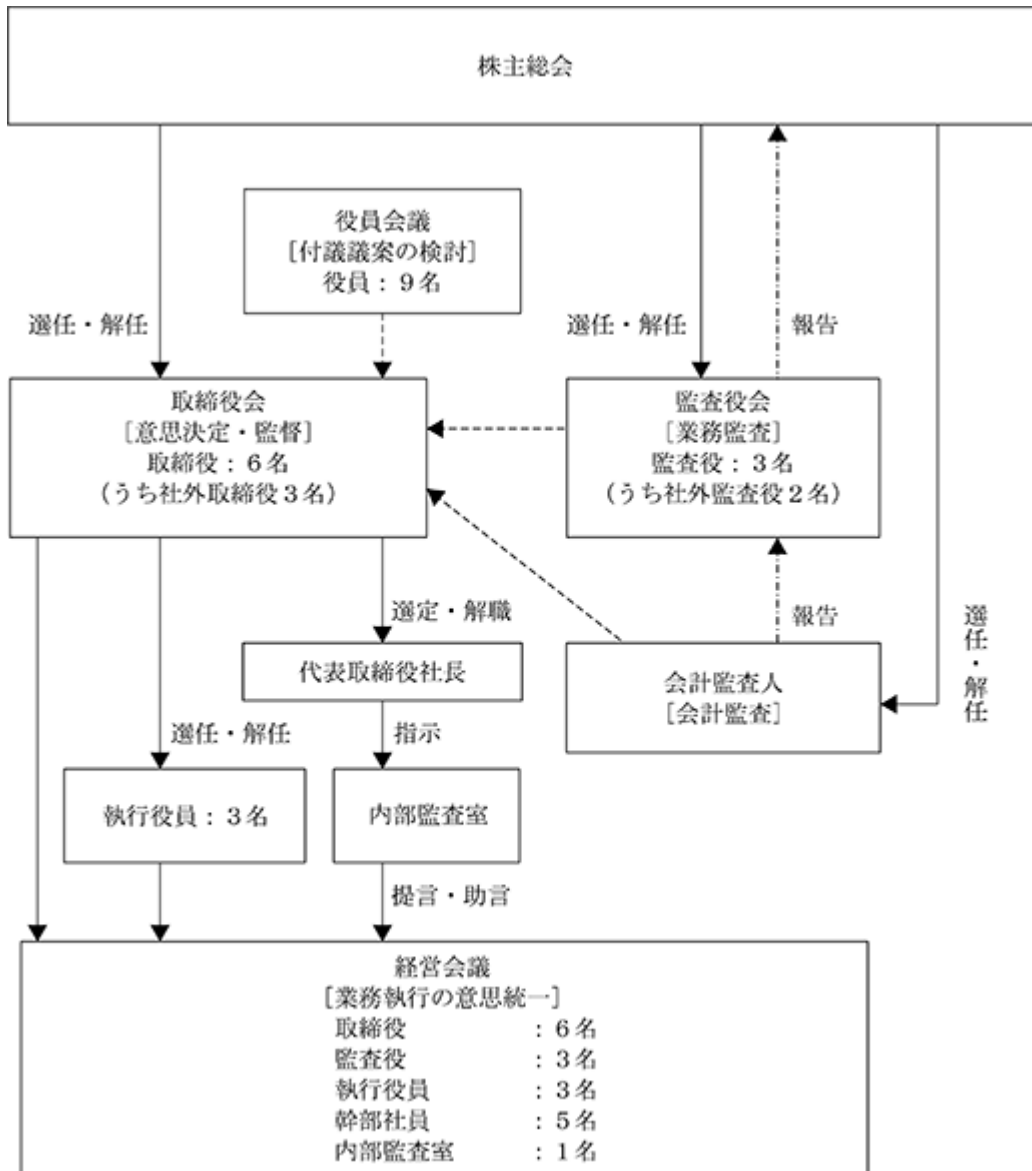 株主総会
役員会議
[付議議案の検討]
役員：９名
選任・解任
選任・解任
報告
取締役会
[意思決定・監督]
取締役：６名
（うち社外取締役３名）
監査役会
[業務監査]
監査役：３名
（うち社外監査役２名）
選定・解職
報告
選任・解任
代表取締役社長
会計監査人
[会計監査]
選任・解任
指示
執行役員：３名
内部監査室
提言・助言
経営会議
[業務執行の意思統一]
取締役　　　：６名
監査役　　　：３名
執行役員　　：３名
幹部社員　　：５名
内部監査室　：１名